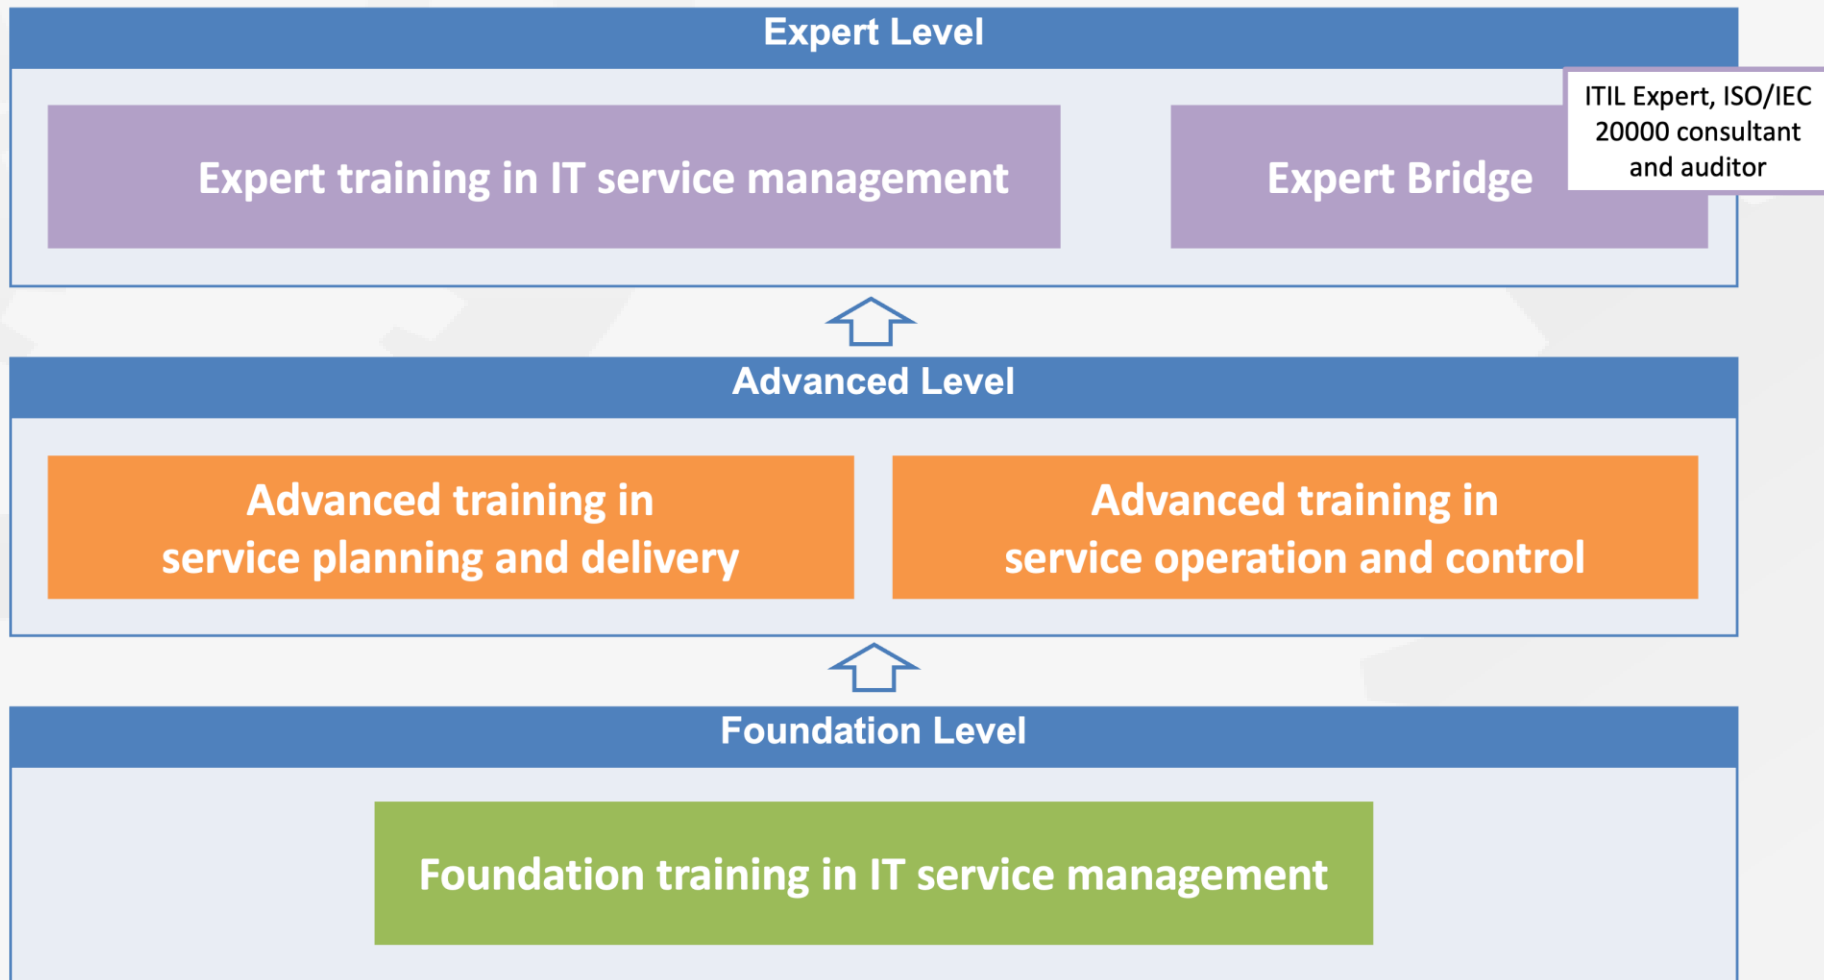 Expert Level
Expert training in IT service management
Expert Bridge
ITIL Expert, ISO/IEC
20000 consultant
and auditor
Advanced Level
Advanced training in
service planning and delivery
Advanced training in
service operation and control
Foundation Level
Foundation training in IT service management